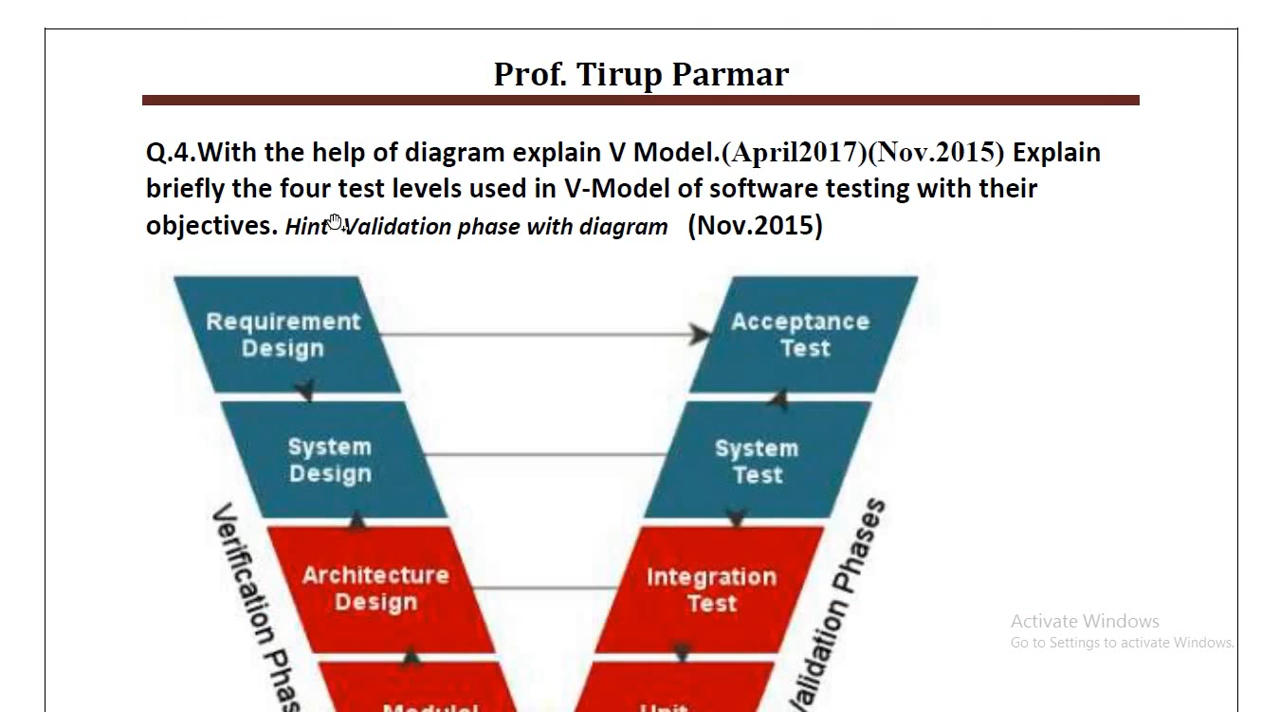 Prof. Tirup Parmar
Q.4.With the help of diagram explain V Model.(April2017)(Nov.2015) Explain
briefly the four test levels used in V-Model of software testing with their
objectives. Hint Validation phase with diagram (Nov.2015)
Requirement
Design
Acceptance
Test
System
Design
System
Test
Architecture
Design
Integration
Test
Verification Phas
Validation Phases
Unit
Activate Windows
Go to Settings to activate Windows.